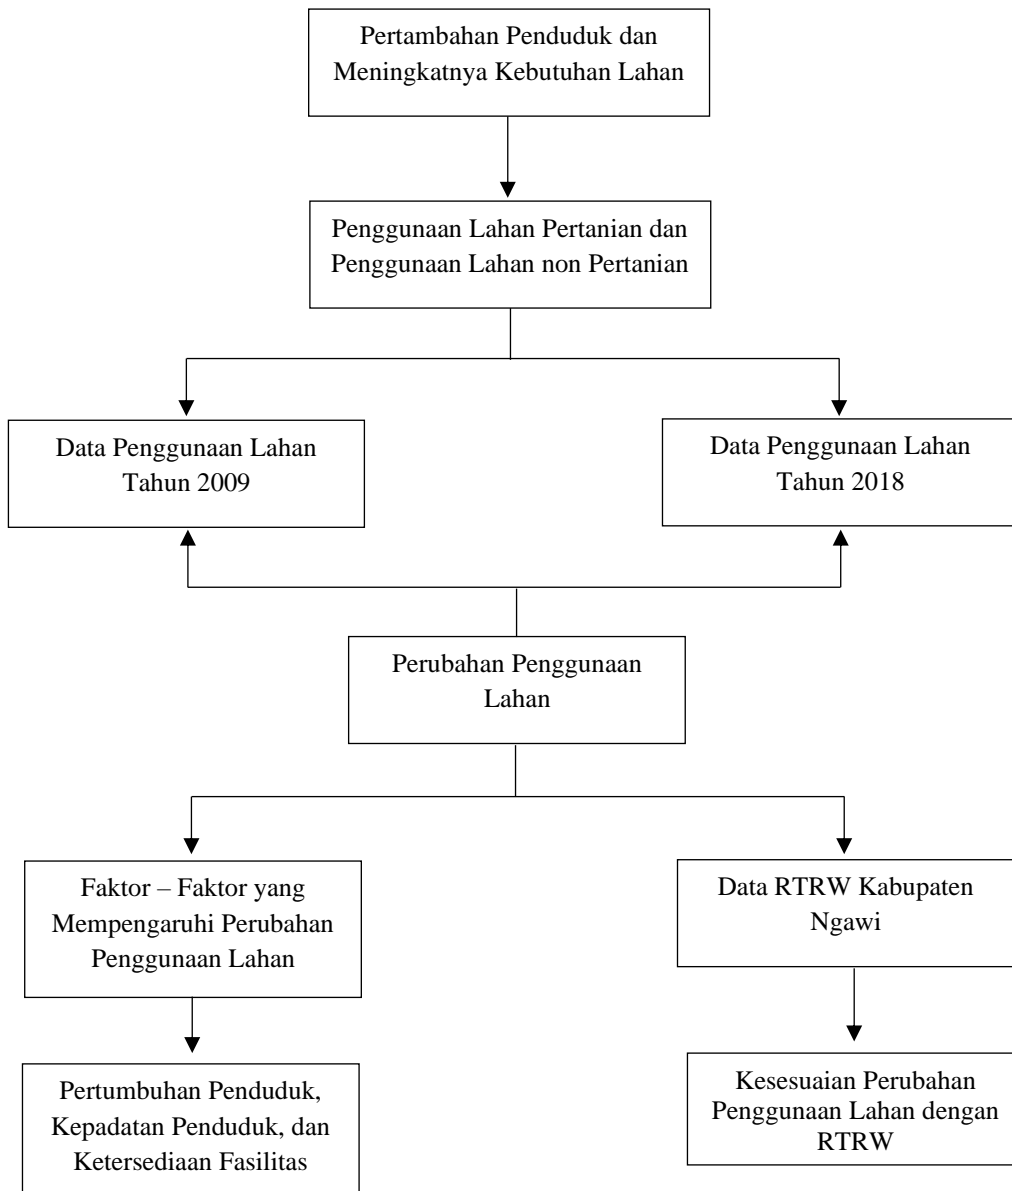 Pertambahan Penduduk dan
Meningkatnya Kebutuhan Lahan
Penggunaan Lahan Pertanian dan
Penggunaan Lahan non Pertanian
Data Penggunaan Lahan
Tahun 2009
Data Penggunaan Lahan
Tahun 2018
Perubahan Penggunaan
Lahan
Faktor – Faktor yang
Mempengaruhi Perubahan
Penggunaan Lahan
Data RTRW Kabupaten
Ngawi
Pertumbuhan Penduduk,
Kepadatan Penduduk, dan
Ketersediaan Fasilitas
Kesesuaian Perubahan
Penggunaan Lahan dengan
RTRW